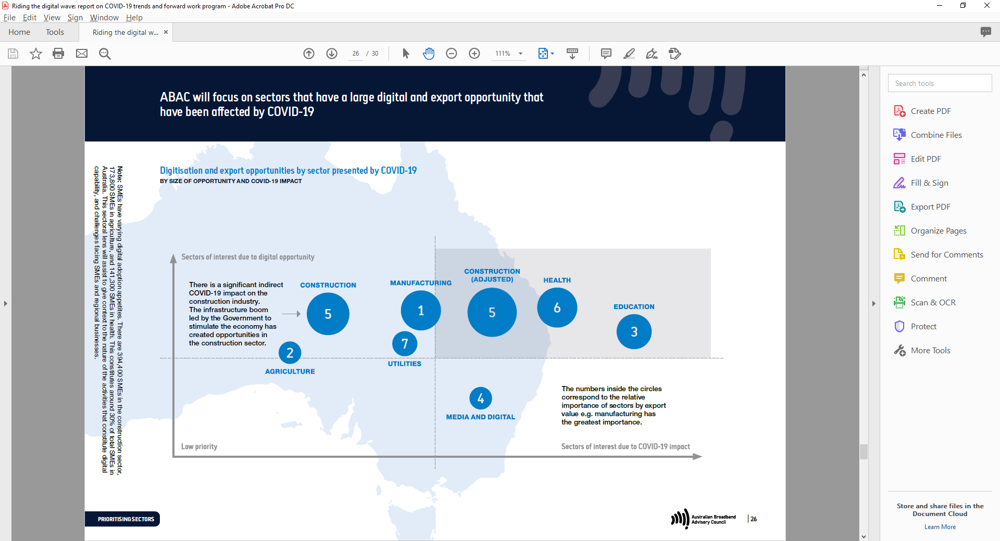 Riding the digital wave: report on COVID-19 trends and forward work program - Adobe Acrobat Pro DC
File Edit View Sign Window Help
Home Tools Riding the digital w... ×
26 / 30 111%
ABAC will focus on sectors that have a large digital and export opportunity that
have been affected by COVID-19
Digitisation and export opportunities by sector presented by COVID-19
BY SIZE OF OPPORTUNITY AND COVID-19 IMPACT
Note: SMEs have varying digital adoption appetites. There are 394,400 SMEs in the construction sector,
173,800 SMEs in agriculture, and 141,300 SMEs in health. This constitutes around 30% of total SMEs in
Australia. This sectoral lens will assist to give context to the nature of the activities that constitute digital
capability, and challenges facing SMEs and regional businesses.
Sectors of interest due to digital opportunity
There is a significant indirect
COVID-19 impact on the
construction industry.
The infrastructure boom
led by the Government to
stimulate the economy has
created opportunities in
the construction sector.
CONSTRUCTION
5
MANUFACTURING
1
CONSTRUCTION
(ADJUSTED)
5
HEALTH
6
EDUCATION
3
2
AGRICULTURE
7
UTILITIES
4
MEDIA AND DIGITAL
The numbers inside the circles
correspond to the relative
importance of sectors by export
value e.g. manufacturing has
the greatest importance.
Low priority
Sectors of interest due to COVID-19 impact
PRIORITISING SECTORS
Australian Broadband
Advisory Council
26
Search tools
Create PDF
Combine Files
Edit PDF
Fill & Sign
Export PDF
Organize Pages
Send for Comments
Comment
Scan & OCR
Protect
More Tools
Store and share files in the
Document Cloud
Learn More